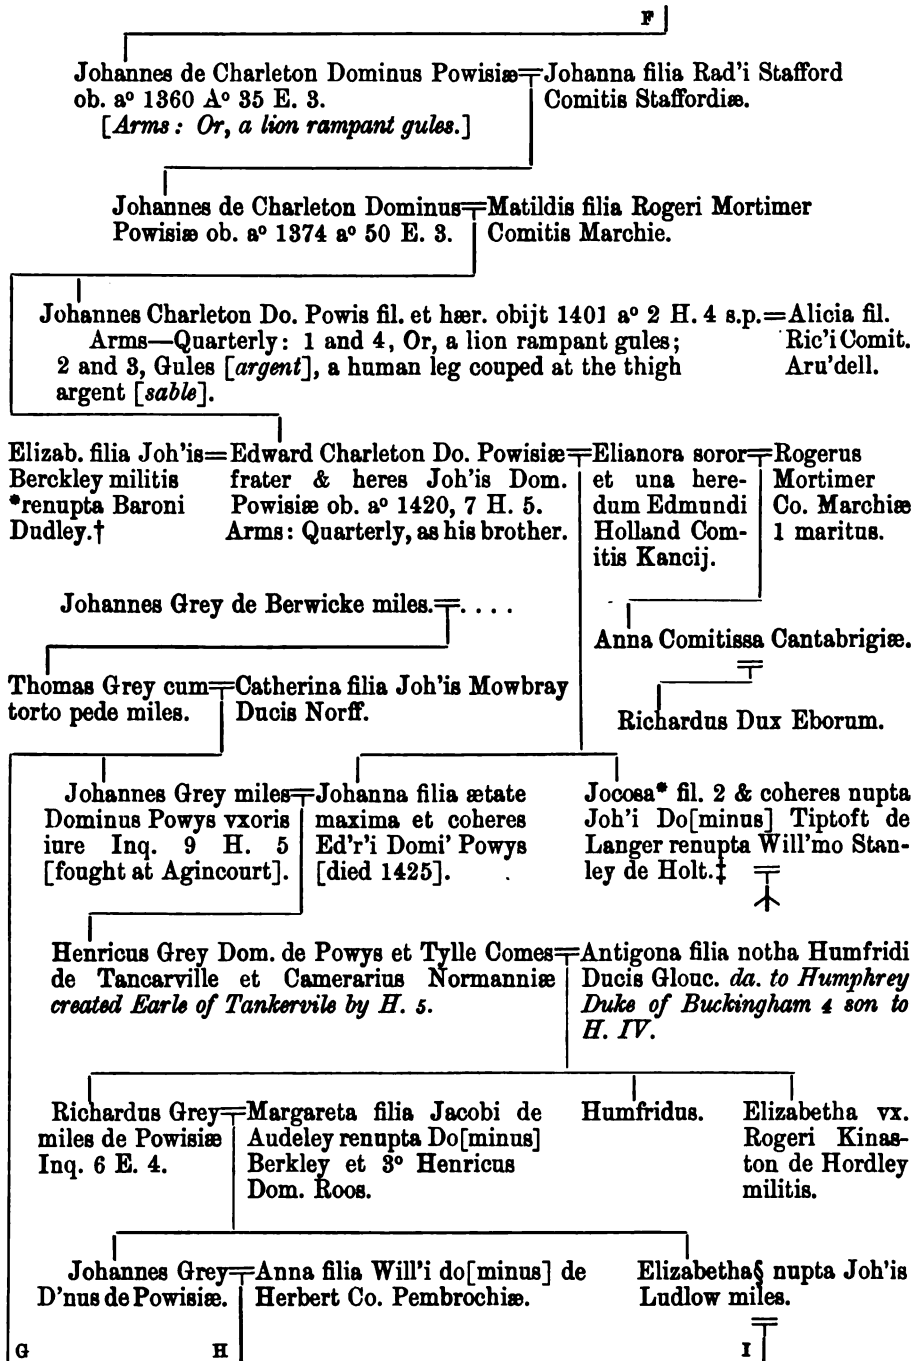 F
Johannes de Charleton Dominus Powisiæ=Johanna filia Rad'i Stafford
ob. aº 1360 Aº 35 E. 3. Comitis Staffordiæ.
[Arms: Or, a lion rampant gules.]
Johannes de Charleton Dominus=Matildis filia Rogeri Mortimer
Powisiæ ob. aº 1374 aº 50 E. 3. Comitis Marchie.
Johannes Charleton Do. Powis fil. et hær. obijt 1401 aº 2 H. 4 s.p.=Alicia fil.
Arms—Quarterly: 1 and 4, Or, a lion rampant gules; Ric'i Comit.
2 and 3, Gules [argent], a human leg couped at the thigh Aru'dell.
argent [sable].
Elizab. filia Joh'is=Edward Charleton Do. Powisiæ=Elianora soror=Rogerus
Berckley militis frater & heres Joh'is Dom. et una here- Mortimer
*renupta Baroni Powisiæ ob. aº 1420, 7 H. 5. dum Edmundi Co. Marchiæ
Dudley.† Arms: Quarterly, as his brother. Holland Com- 1 maritus.
itis Kancij.
Johannes Grey de Berwicke miles.=. . . .
Anna Comitissa Cantabrigiæ.
Thomas Grey cum=Catherina filia Joh'is Mowbray
torto pede miles. Ducis Norff.
Richardus Dux Eborum.
Johannes Grey miles=Johanna filia ætate Jocosa* fil. 2 & coheres nupta
Dominus Powys vxoris maxima et coheres Joh'i Do[minus] Tiptoft de
iure Inq. 9 H. 5 Ed'r'i Domi' Powys Langer renupta Will'mo Stan-
[fought at Agincourt]. [died 1425]. ley de Holt.‡
Henricus Grey Dom. de Powys et Tylle Comes=Antigona filia notha Humfridi
de Tancarville et Camerarius Normanniæ Ducis Glouc. da. to Humphrey
created Earle of Tankervile by H. 5. Duke of Buckingham 4 son to
H. IV.
Richardus Grey=Margareta filia Jacobi de Humfridus. Elizabetha vx.
miles de Powisiæ Audeley renupta Do[minus] Rogeri Kinas-
Inq. 6 E. 4. Berkley et 3º Henricus ton de Hordley
Dom. Roos. militis.
Johannes Grey=Anna filia Will'i do[minus] de Elizabetha§ nupta Joh'is
D'nus de Powisiæ. Herbert Co. Pembrochiæ. Ludlow miles.
G H I